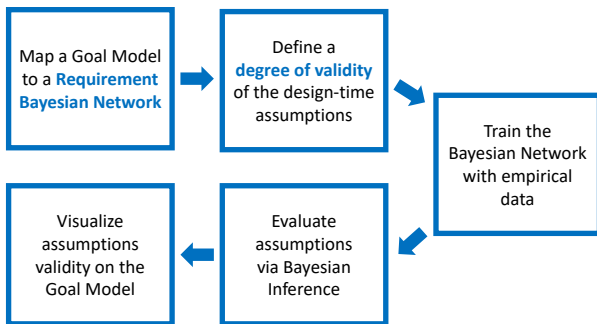 Map a Goal Model
to a Requirement
Bayesian Network
Define a
degree of validity
of the design-time
assumptions
Train the
Bayesian Network
with empirical
data
Evaluate
assumptions
via Bayesian
Inference
Visualize
assumptions
validity on the
Goal Model